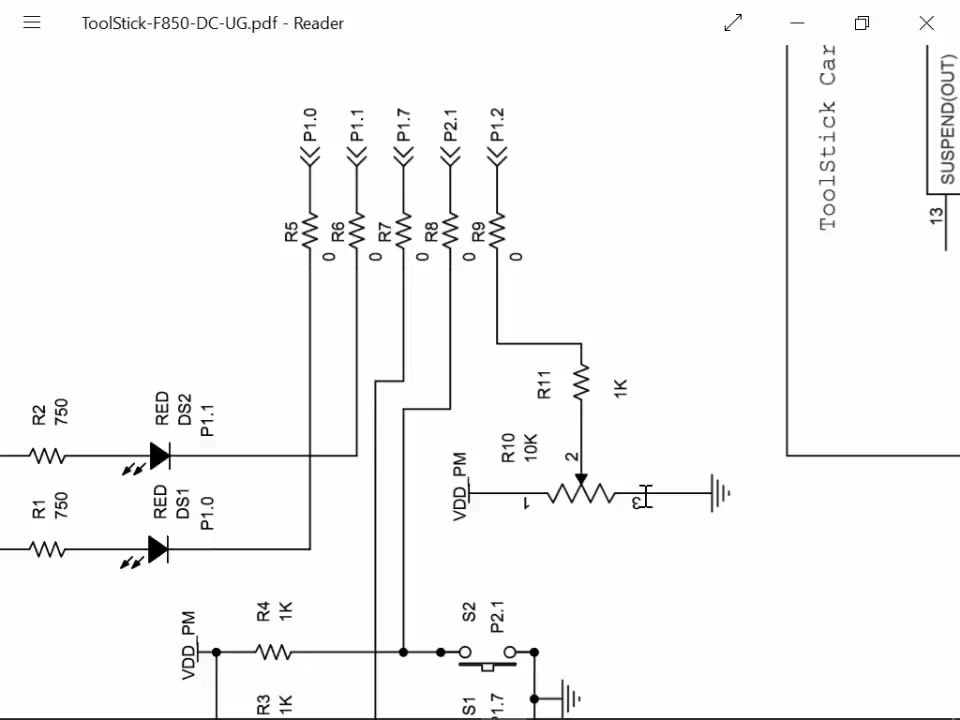 ToolStick-F850-DC-UG.pdf - Reader
P1.0
P1.1
P1.7
P2.1
P1.2
ToolStick Car
SUSPEND(OUT)
13
R5
0
R6
0
R7
0
R8
0
R9
0
R11
1K
R10
10K
2
1
3
VDD_PM
R2
750
RED
DS2
P1.1
R1
750
RED
DS1
P1.0
VDD_PM
R4
1K
S2
P2.1
R3
1K
S1
P1.7